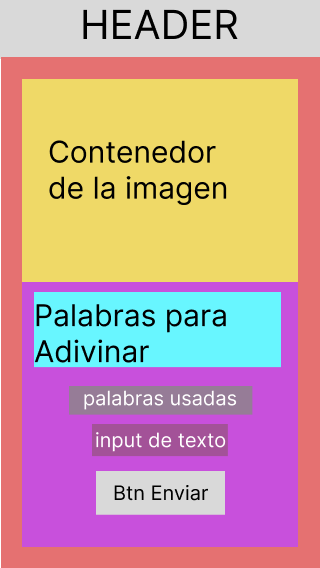 HEADER
Contenedor
de la imagen
Palabras para
Adivinar
palabras usadas
input de texto
Btn Enviar